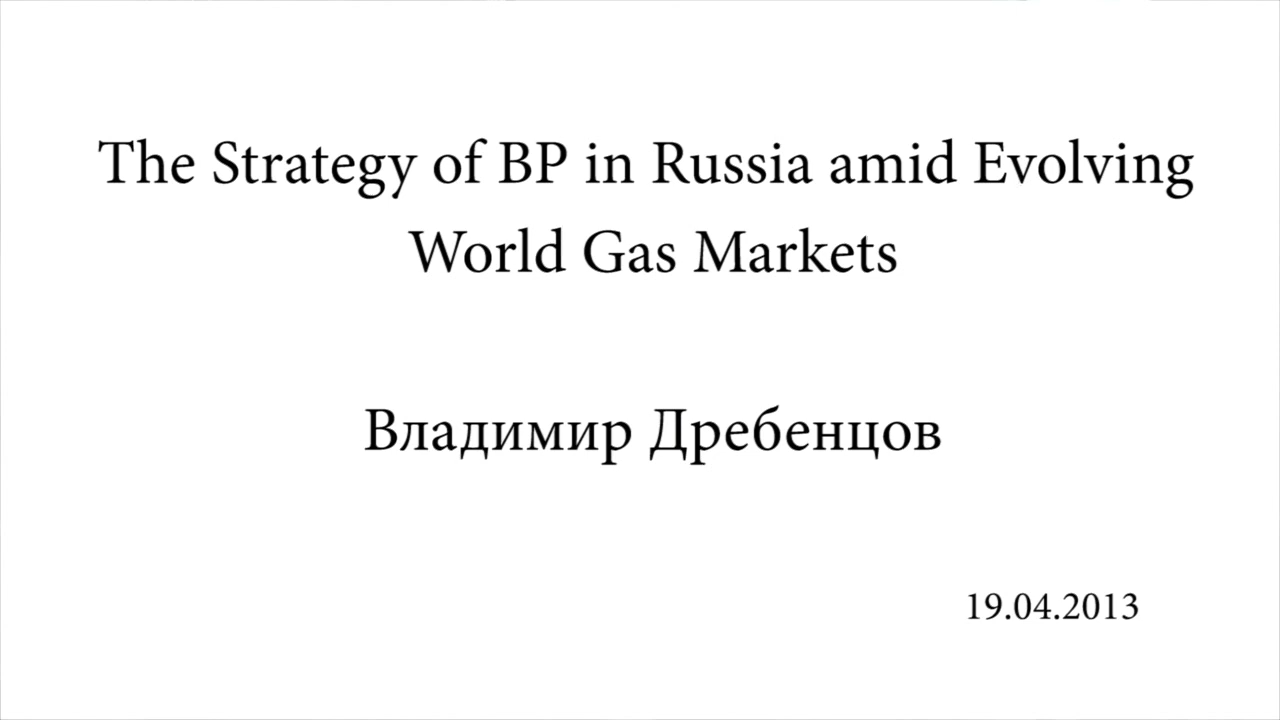 The Strategy of BP in Russia amid Evolving
World Gas Markets
Владимир Дребенцов
19.04.2013